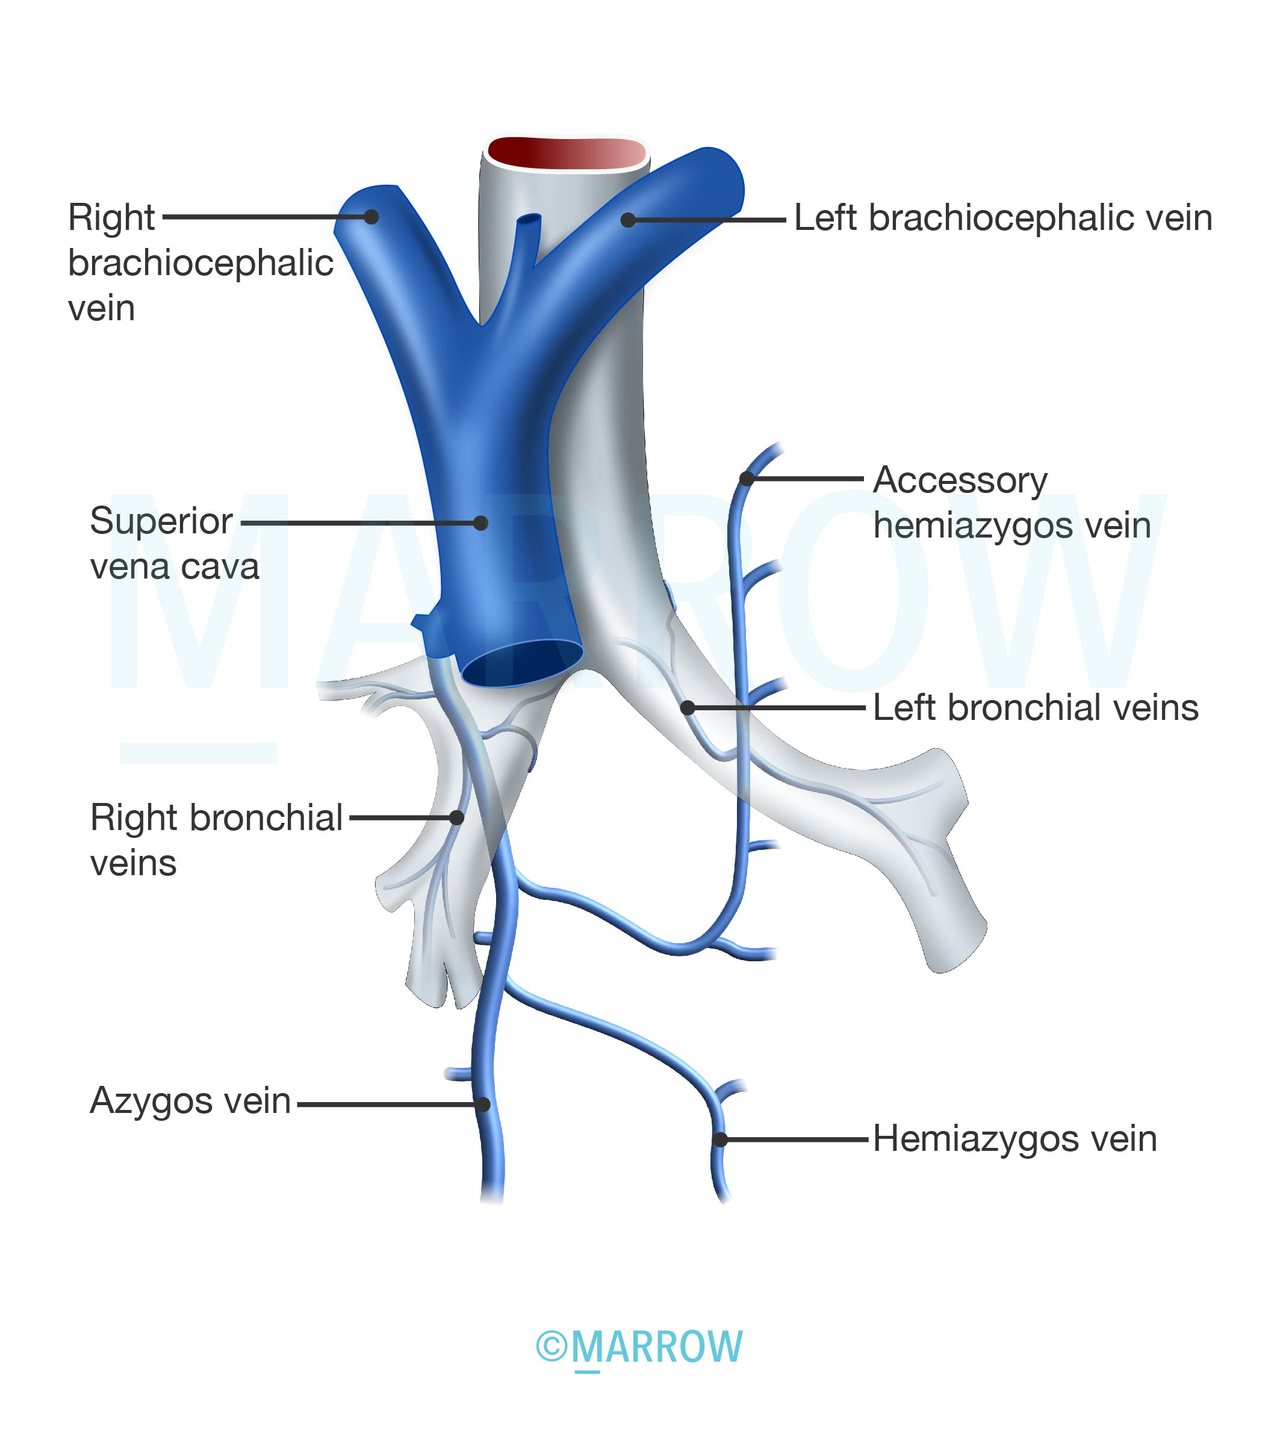 Right
brachiocephalic
vein
Left brachiocephalic vein
Accessory
hemiazygos vein
Superior
vena cava
MARROW
Left bronchial veins
Right bronchial
veins
Azygos vein
Hemiazygos vein
©MARROW